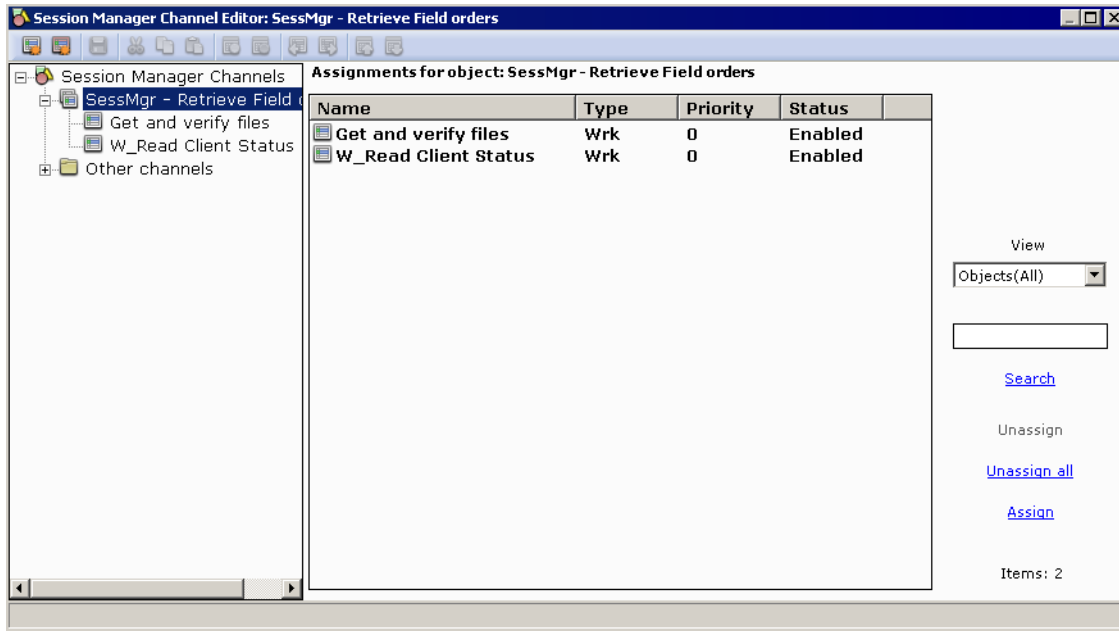 Session Manager Channel Editor: SessMgr - Retrieve Field orders
Session Manager Channels
SessMgr - Retrieve Field
Get and verify files
W_Read Client Status
Other channels
Assignments for object: SessMgr - Retrieve Field orders
Name Type Priority Status
Get and verify files Wrk 0 Enabled
W_Read Client Status Wrk 0 Enabled
View
Objects(All)
Search
Unassign
Unassign all
Assign
Items: 2